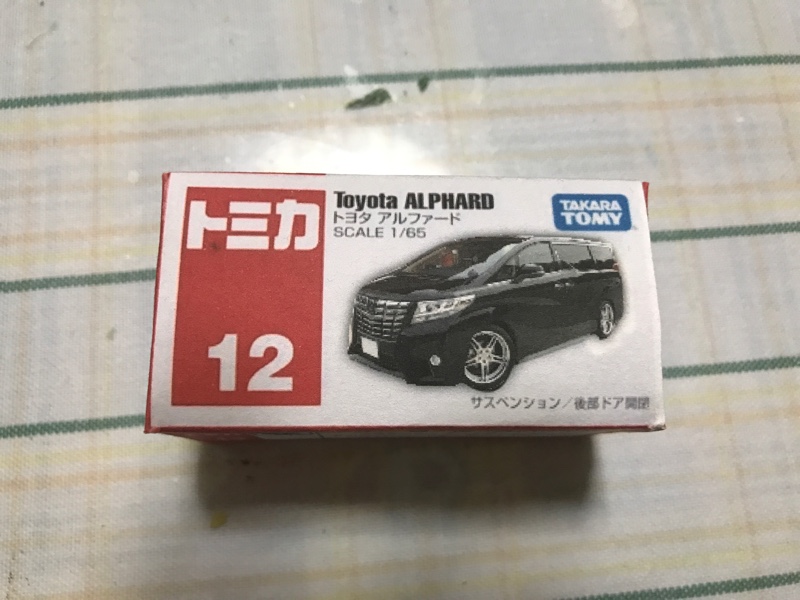 トミカ
12
Toyota ALPHARD
トヨタ アルファード
SCALE 1/65
TAKARA
TOMY
サスペンション/後部ドア開閉